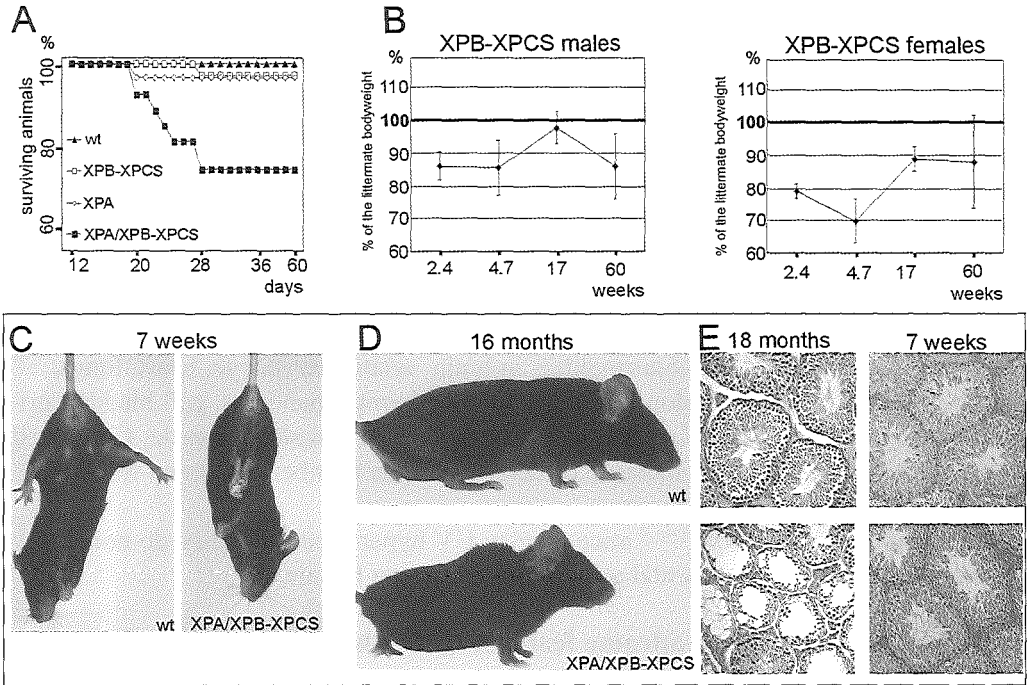 A
%
100
80
60
surviving animals
wt
XPB-XPCS
XPA
XPA/XPB-XPCS
12 20 28 36 60
days
B
XPB-XPCS males
%
110
100
90
80
70
60
% of the littermate bodyweight
2.4 4.7 17 60
weeks
XPB-XPCS females
%
110
100
90
80
70
60
% of the littermate bodyweight
2.4 4.7 17 60
weeks
C
7 weeks
wt
XPA/XPB-XPCS
D
16 months
wt
XPA/XPB-XPCS
E
18 months
7 weeks